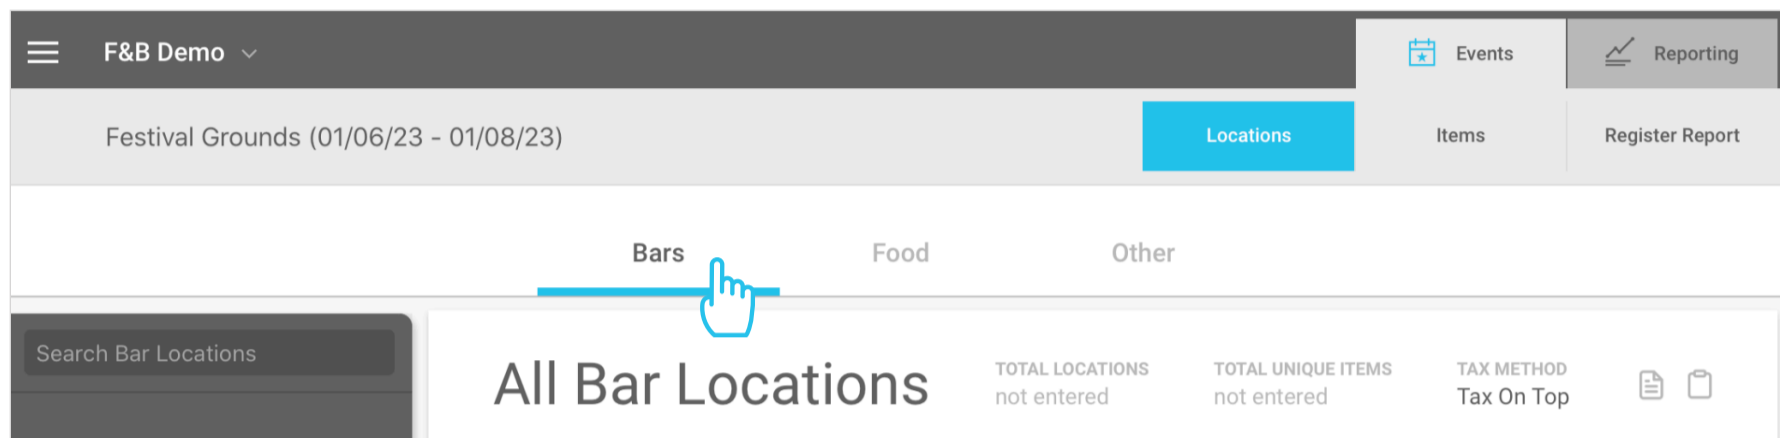 F&B Demo
Events
Reporting
Festival Grounds (01/06/23 - 01/08/23)
Locations
Items
Register Report
Bars
Food
Other
Search Bar Locations
All Bar Locations
TOTAL LOCATIONS
not entered
TOTAL UNIQUE ITEMS
not entered
TAX METHOD
Tax On Top